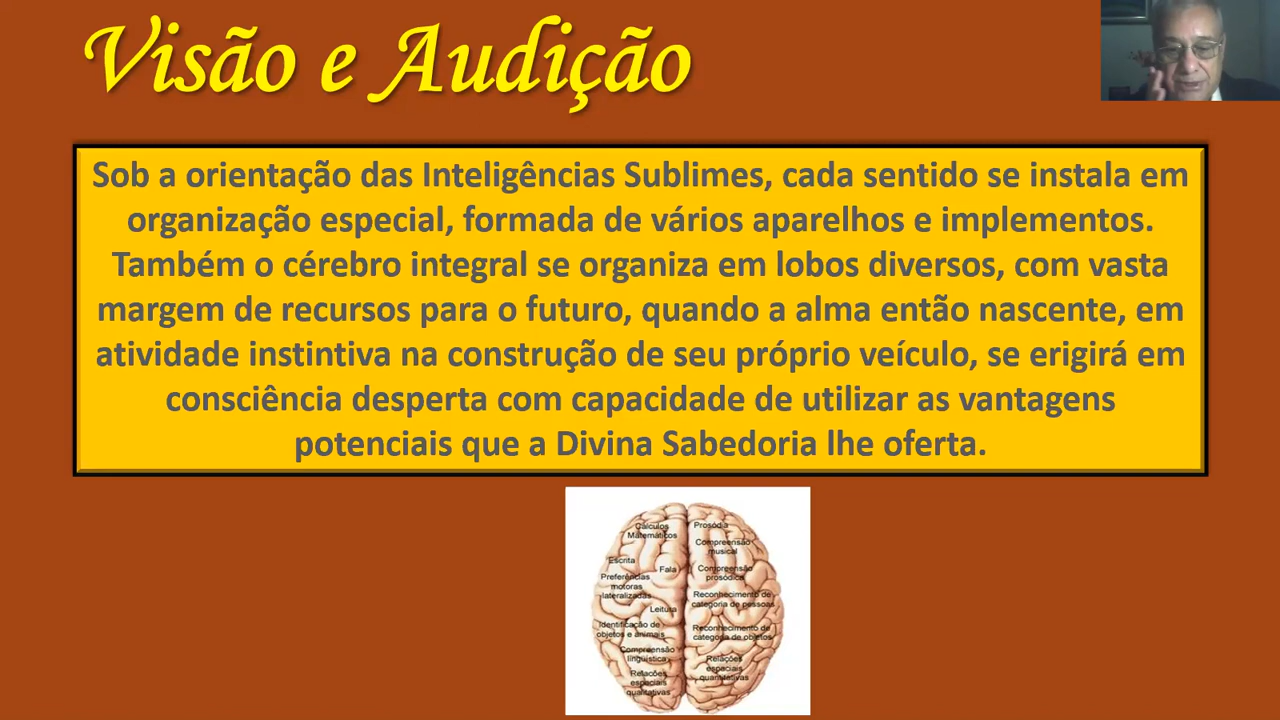 Visão e Audição
Sob a orientação das Inteligências Sublimes, cada sentido se instala em
organização especial, formada de vários aparelhos e implementos.
Também o cérebro integral se organiza em lobos diversos, com vasta
margem de recursos para o futuro, quando a alma então nascente, em
atividade instintiva na construção de seu próprio veículo, se erigirá em
consciência desperta com capacidade de utilizar as vantagens
potenciais que a Divina Sabedoria lhe oferta.
Cálculos
Matemáticos
Escrita
Fala
Preferências
motoras
lateralizadas
Leitura
Identificação de
objetos e animais
Compreensão
linguística
Relações
espaciais
qualitativas
Prosódia
Compreensão
musical
Compreensão
prosódica
Reconhecimento de
categoria de pessoas
Reconhecimento de
categoria de objetos
Relações
espaciais
quantitativas